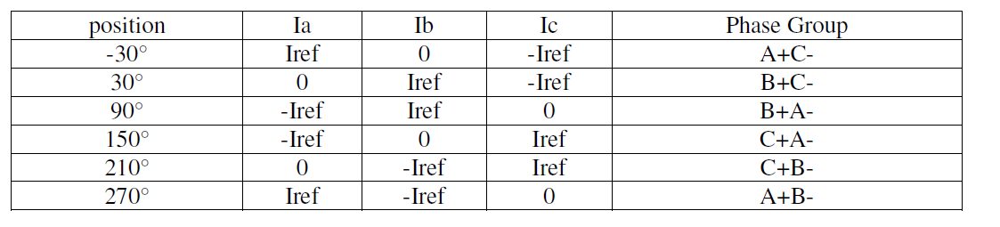 position Ia Ib Ic Phase Group
-30° Iref 0 -Iref A+C-
30° 0 Iref -Iref B+C-
90° -Iref Iref 0 B+A-
150° -Iref 0 Iref C+A-
210° 0 -Iref Iref C+B-
270° Iref -Iref 0 A+B-